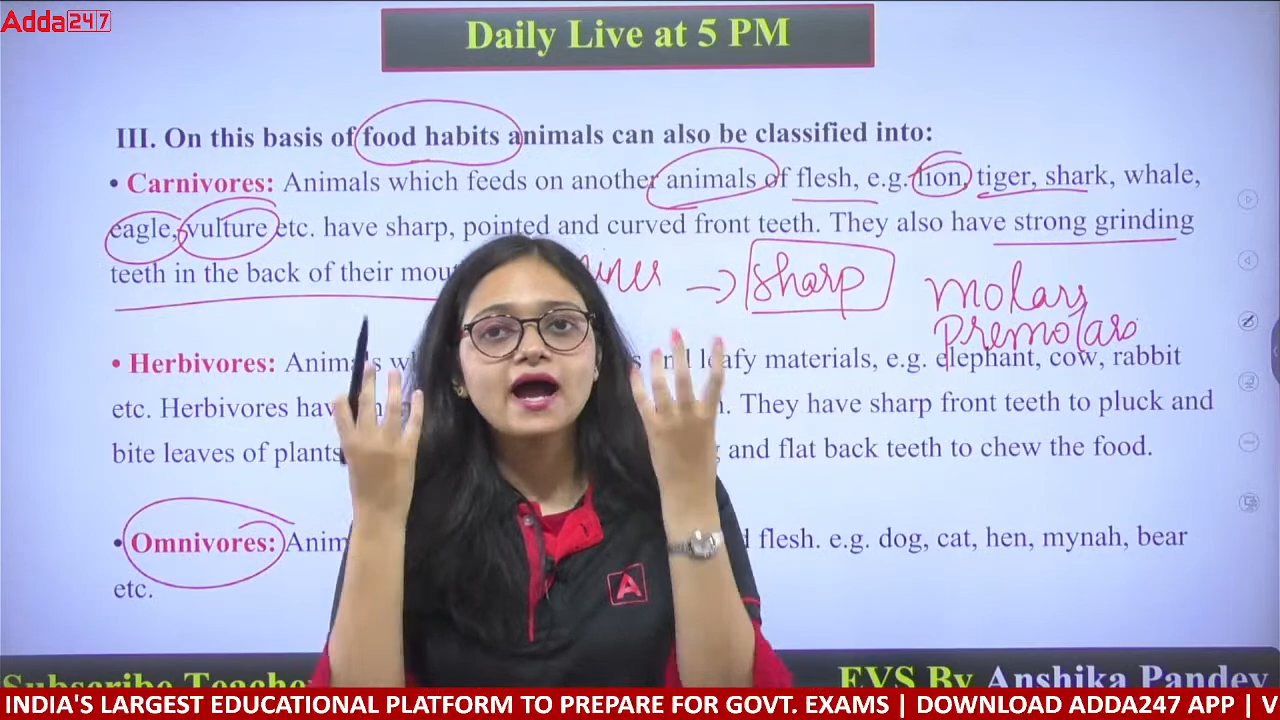 Adda247
Daily Live at 5 PM
III. On this basis of food habits animals can also be classified into:
• Carnivores: Animals which feeds on another animals of flesh, e.g. lion, tiger, shark, whale,
eagle, vulture etc. have sharp, pointed and curved front teeth. They also have strong grinding
teeth in the back of their
→ sharp
molars
premolars
• Herbivores: leafy materials, e.g. elephant, cow, rabbit
etc. Herbivores They have sharp front teeth to pluck and
bite leaves of plants and flat back teeth to chew the food.
• Omnivores: flesh. e.g. dog, cat, hen, mynah, bear
etc.
A
Subscribe EVS By Anshika Pandey
INDIA'S LARGEST EDUCATIONAL PLATFORM TO PREPARE FOR GOVT. EXAMS | DOWNLOAD ADDA247 APP | V